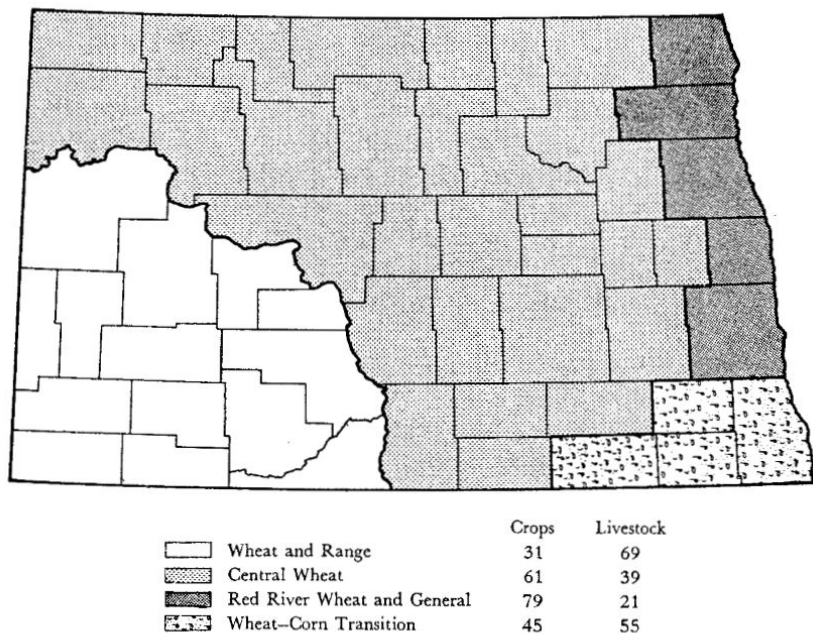 Crops Livestock
Wheat and Range 31 69
Central Wheat 61 39
Red River Wheat and General 79 21
Wheat–Corn Transition 45 55